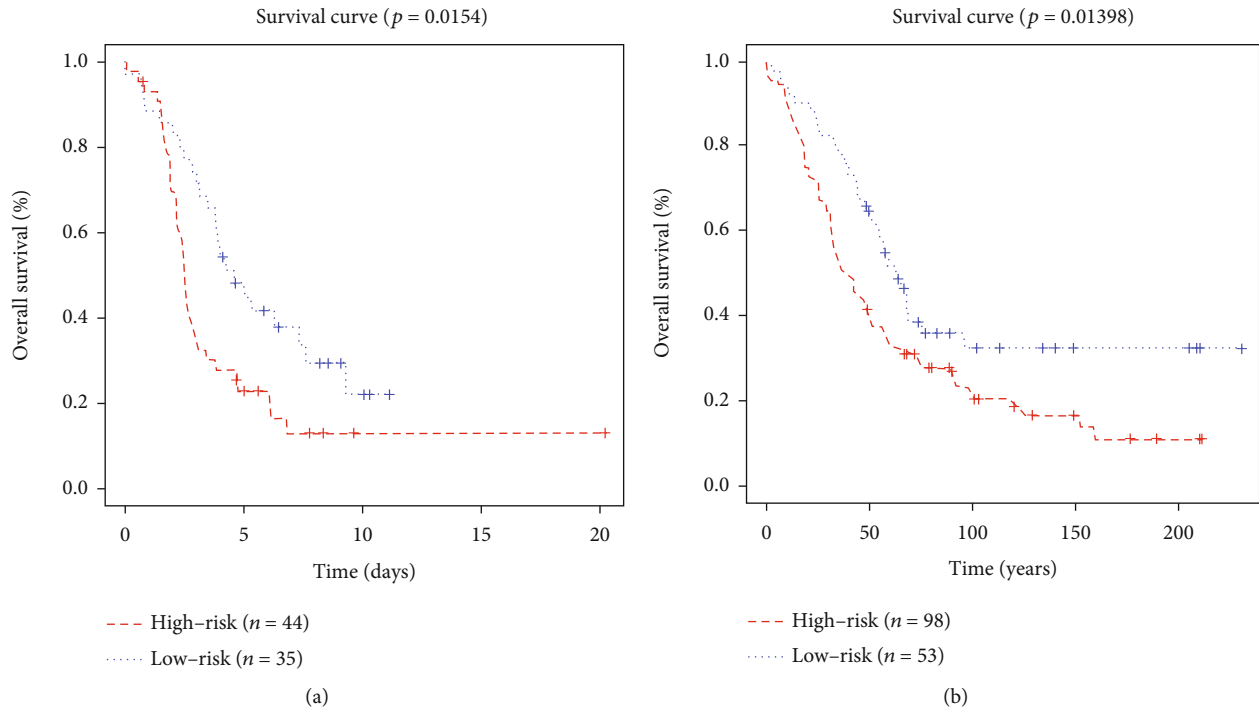 Survival curve (p = 0.0154)
Overall survival (%)
1.0
0.8
0.6
0.4
0.2
0.0
0 5 10 15 20
Time (days)
High–risk (n = 44)
Low–risk (n = 35)
(a)
Survival curve (p = 0.01398)
Overall survival (%)
1.0
0.8
0.6
0.4
0.2
0.0
0 50 100 150 200
Time (years)
High–risk (n = 98)
Low–risk (n = 53)
(b)